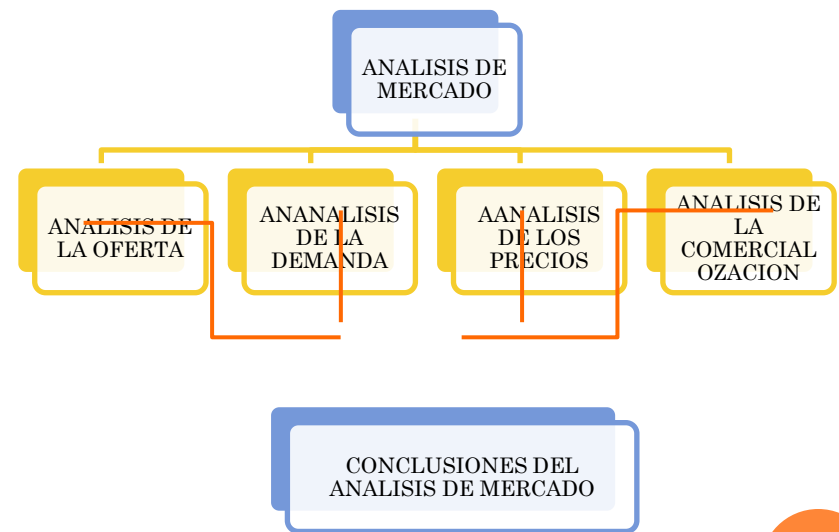 ANALISIS DE
MERCADO
ANALISIS DE
LA OFERTA
ANANALISIS
DE LA
DEMANDA
AANALISIS
DE LOS
PRECIOS
ANALISIS DE
LA
COMERCIAL
OZACION
CONCLUSIONES DEL
ANALISIS DE MERCADO